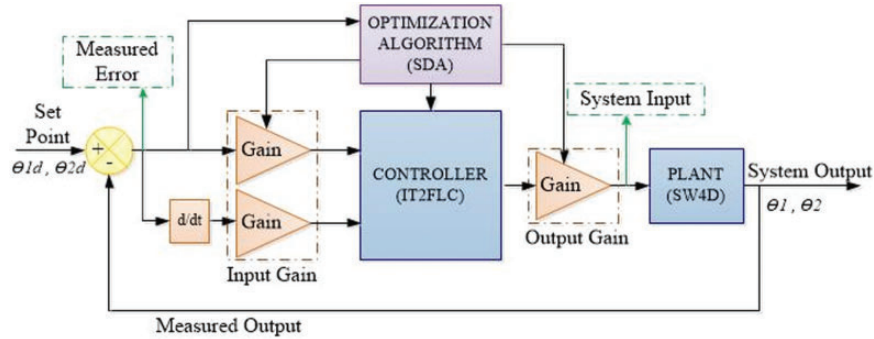 OPTIMIZATION
ALGORITHM
(SDA)
Measured
Error
System Input
Set
Point
+
-
ϴ1d , ϴ2d
Gain
CONTROLLER
(IT2FLC)
Gain
PLANT
(SW4D)
System Output
ϴ1 , ϴ2
d/dt
Gain
Input Gain
Output Gain
Measured Output